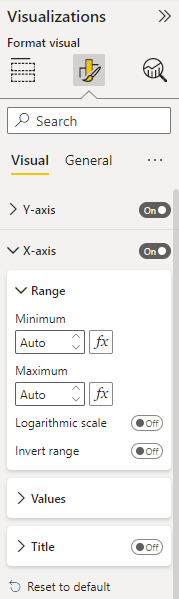 Visualizations
Format visual
Search
Visual General
Y-axis On
X-axis On
Range
Minimum
Auto fx
Maximum
Auto fx
Logarithmic scale Off
Invert range Off
Values
Title Off
Reset to default